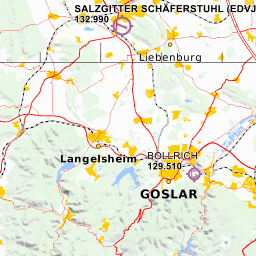 SALZGITTER SCHÄFERSTUHL (EDVJ
132.990
Liebenburg
Langelsheim
BOLLRICH
129.510
GOSLAR